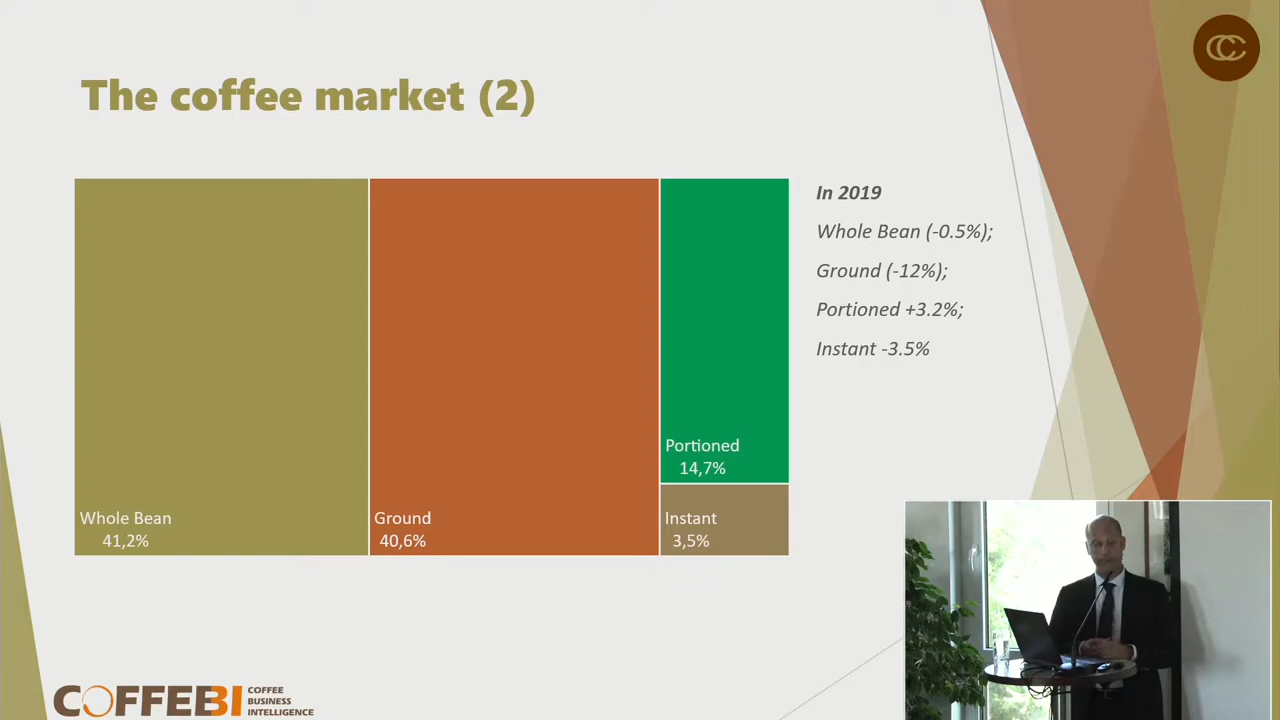 The coffee market (2)
Whole Bean
41,2%
Ground
40,6%
Portioned
14,7%
Instant
3,5%
In 2019
Whole Bean (-0.5%);
Ground (-12%);
Portioned +3.2%;
Instant -3.5%
COFFEBI
COFFEE
BUSINESS
INTELLIGENCE